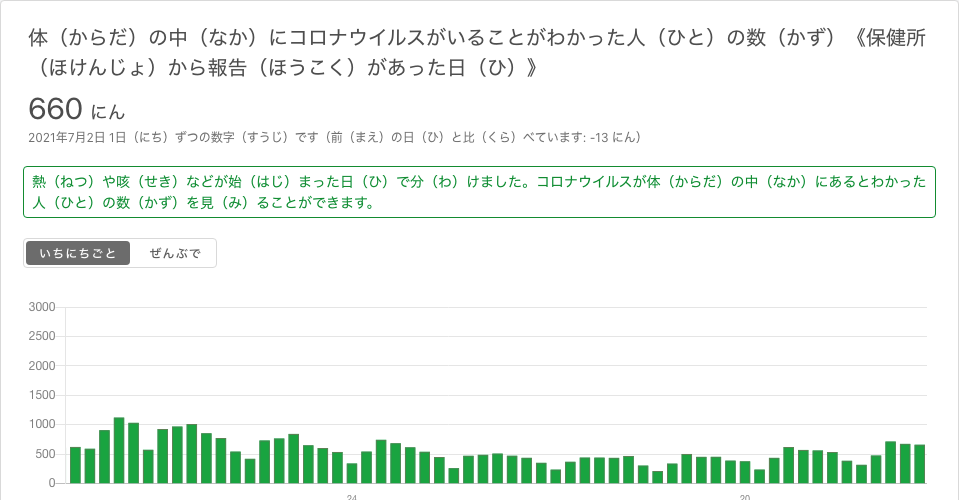 体（からだ）の中（なか）にコロナウイルスがいることがわかった人（ひと）の数（かず）《保健所
（ほけんじょ）から報告（ほうこく）があった日（ひ）》
660 にん
2021年7月2日 1日（にち）ずつの数字（すうじ）です（前（まえ）の日（ひ）と比（くら）べています: -13 にん）
熱（ねつ）や咳（せき）などが始（はじ）まった日（ひ）で分（わ）けました。コロナウイルスが体（からだ）の中（なか）にあるとわかった
人（ひと）の数（かず）を見（み）ることができます。
いちにちごと ぜんぶで
3000
2500
2000
1500
1000
500
0
24 20